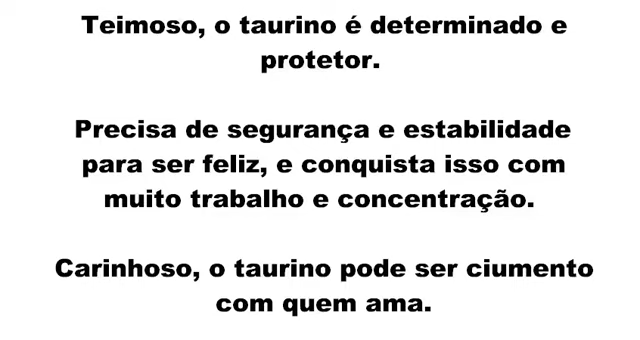 Teimoso, o taurino é determinado e
protetor.
Precisa de segurança e estabilidade
para ser feliz, e conquista isso com
muito trabalho e concentração.
Carinhoso, o taurino pode ser ciumento
com quem ama.